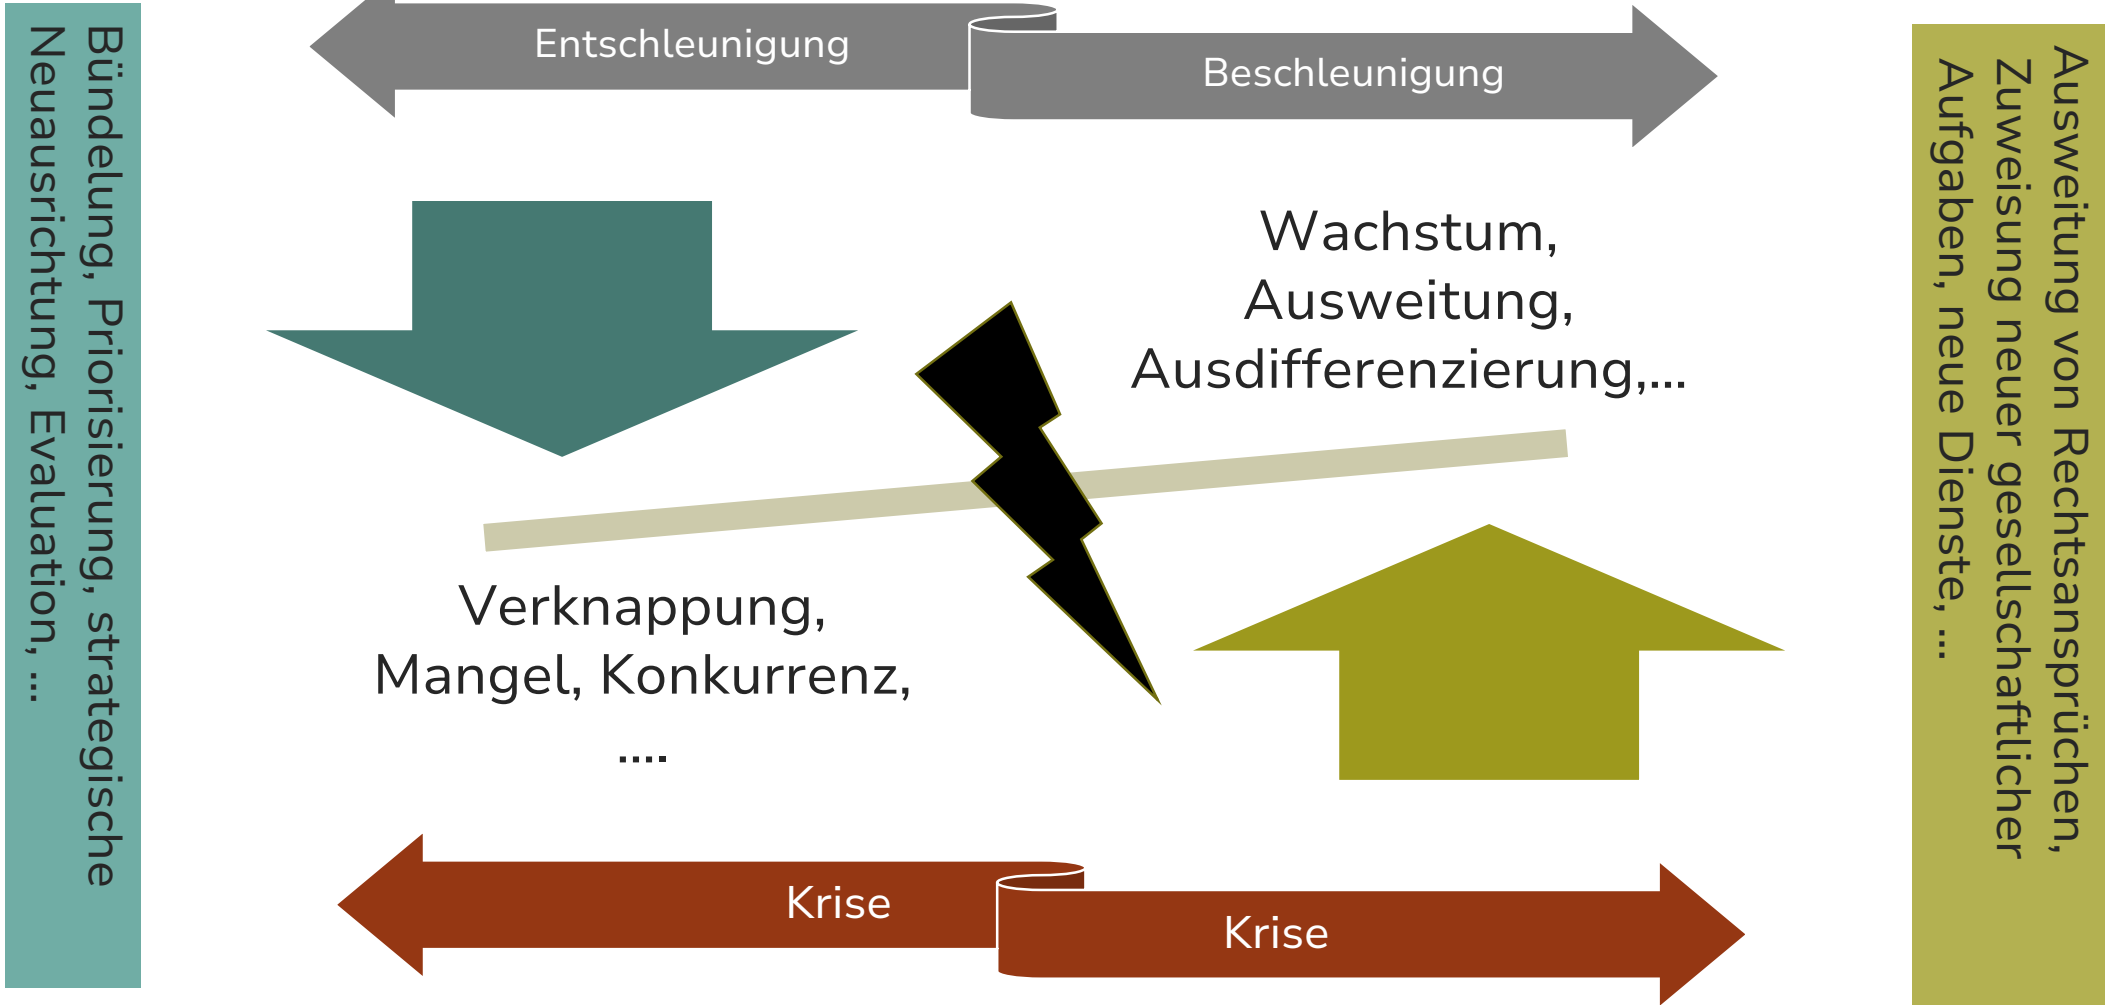 Bündelung, Priorisierung, strategische
Neuausrichtung, Evaluation, ...
Entschleunigung
Beschleunigung
Wachstum,
Ausweitung,
Ausdifferenzierung,...
Verknappung,
Mangel, Konkurrenz,
....
Krise
Krise
Ausweitung von Rechtsansprüchen,
Zuweisung neuer gesellschaftlicher
Aufgaben, neue Dienste, ...